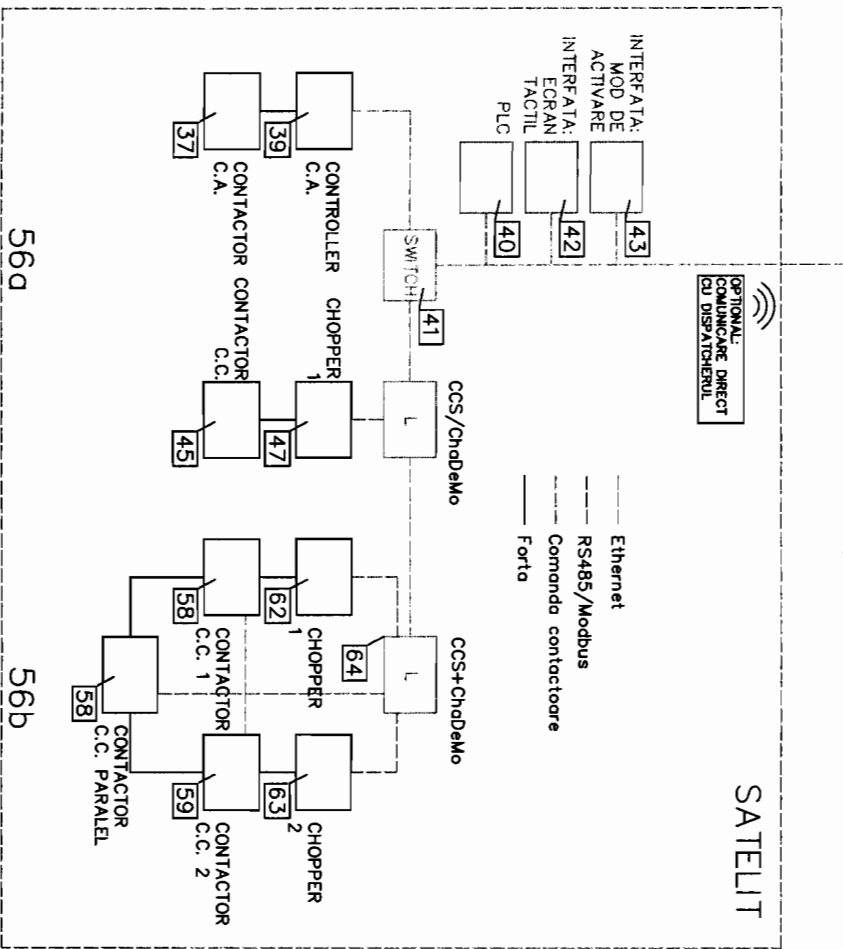 SATELIT
INTERFATA:
MOD DE
ACTIVARE
43
INTERFATA:
ECRAN
TACTIL
42
PLC
40
OPTIONAL:
COMUNICARE DIRECT
CU DISPATCHERUL
Ethernet
RS485/Modbus
Comanda contactoare
Forta
SWITCH
41
CCS/ChaDeMo
L
CCS+ChaDeMo
L
64
39
CONTROLLER
C.A.
CHOPPER
1
47
62
CHOPPER
1
63
CHOPPER
2
37
CONTACTOR
C.A.
CONTACTOR
C.C.
45
58
CONTACTOR
C.C. 1
59
CONTACTOR
C.C. 2
58
CONTACTOR
C.C. PARALEL
56a
56b